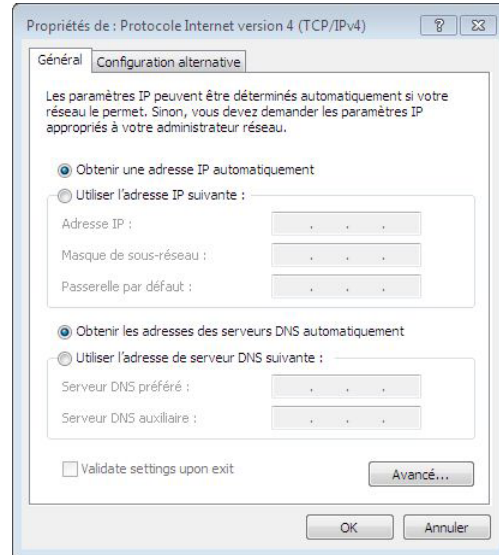 Propriétés de : Protocole Internet version 4 (TCP/IPv4)
Général
Configuration alternative
Les paramètres IP peuvent être déterminés automatiquement si votre
réseau le permet. Sinon, vous devez demander les paramètres IP
appropriés à votre administrateur réseau.
Obtenir une adresse IP automatiquement
Utiliser l'adresse IP suivante :
Adresse IP :
Masque de sous-réseau :
Passerelle par défaut :
Obtenir les adresses des serveurs DNS automatiquement
Utiliser l'adresse de serveur DNS suivante :
Serveur DNS préféré :
Serveur DNS auxiliaire :
Validate settings upon exit
Avancé...
OK
Annuler